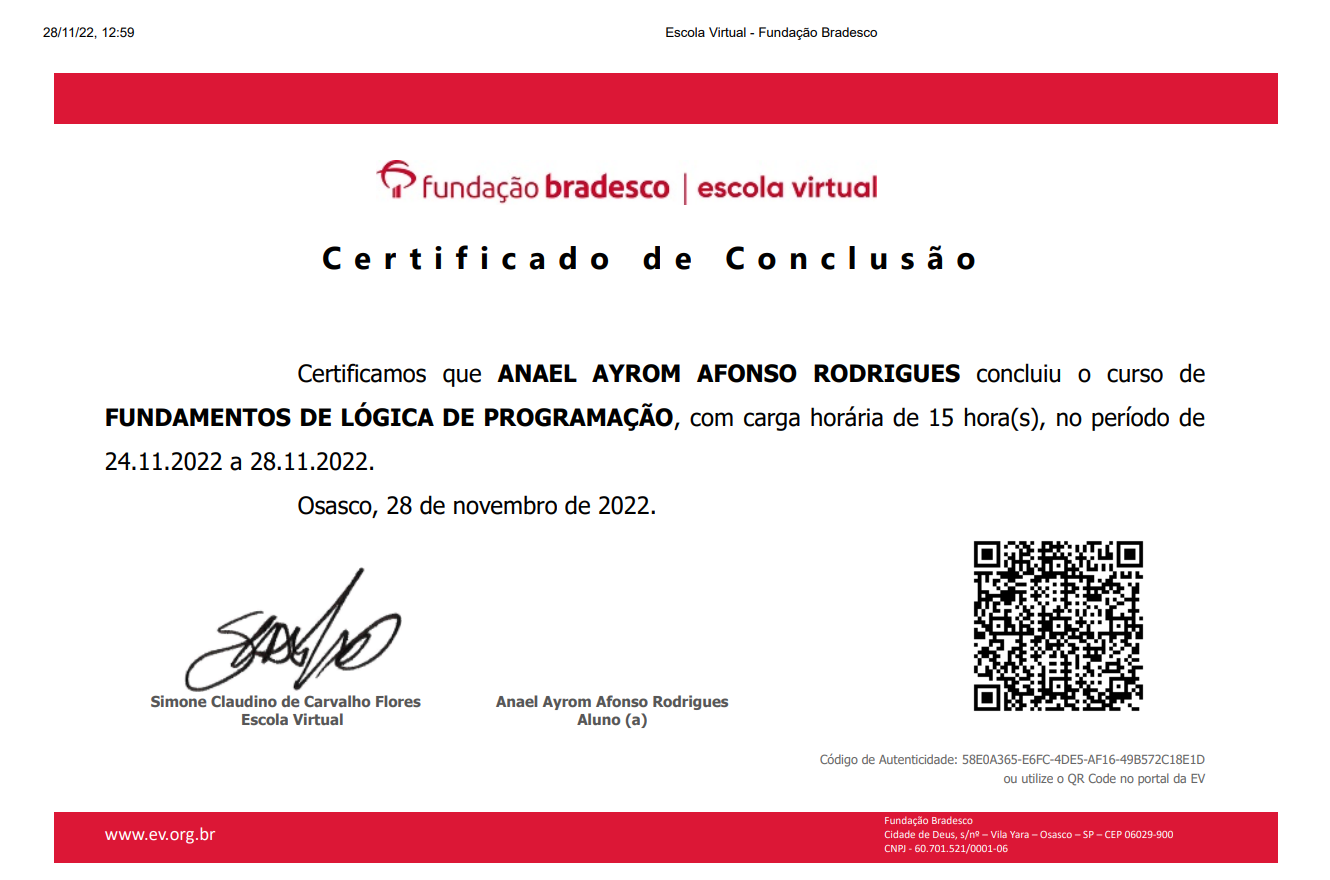 28/11/22, 12:59
Escola Virtual - Fundação Bradesco
fundação bradesco | escola virtual
Certificado de Conclusão
Certificamos que ANAEL AYROM AFONSO RODRIGUES concluiu o curso de
FUNDAMENTOS DE LÓGICA DE PROGRAMAÇÃO, com carga horária de 15 hora(s), no período de
24.11.2022 a 28.11.2022.
Osasco, 28 de novembro de 2022.
Simone Claudino de Carvalho Flores
Escola Virtual
Anael Ayrom Afonso Rodrigues
Aluno (a)
Código de Autenticidade: 58E0A365-E6FC-4DE5-AF16-49B572C18E1D
ou utilize o QR Code no portal da EV
www.ev.org.br
Fundação Bradesco
Cidade de Deus, s/nº – Vila Yara – Osasco – SP – CEP 06029-900
CNPJ - 60.701.521/0001-06